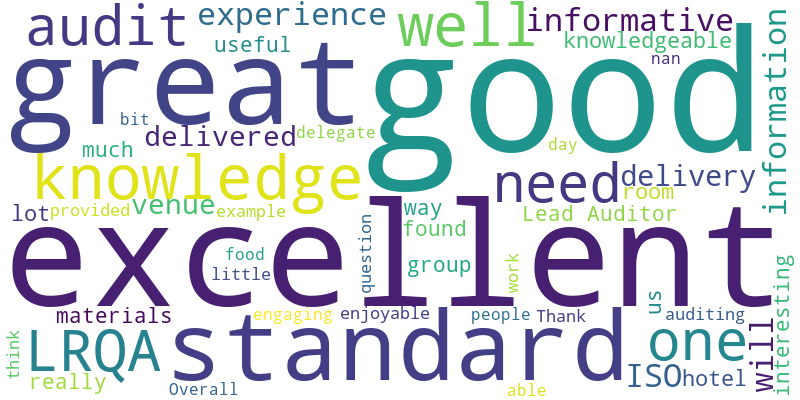 audit
experience
well
informative
useful
knowledgeable
great
good
nan
information
bit
delivered
delegate
much
day
knowledge
need
delivery
room
lot
provided
venue
example
way
Lead Auditor
found
question
excellent
food
little
group
work
interesting
materials
engaging
enjoyable
people
Thank
us
auditing
think
LRQA
standard
one
will
really
Overall
able
ISO
hotel